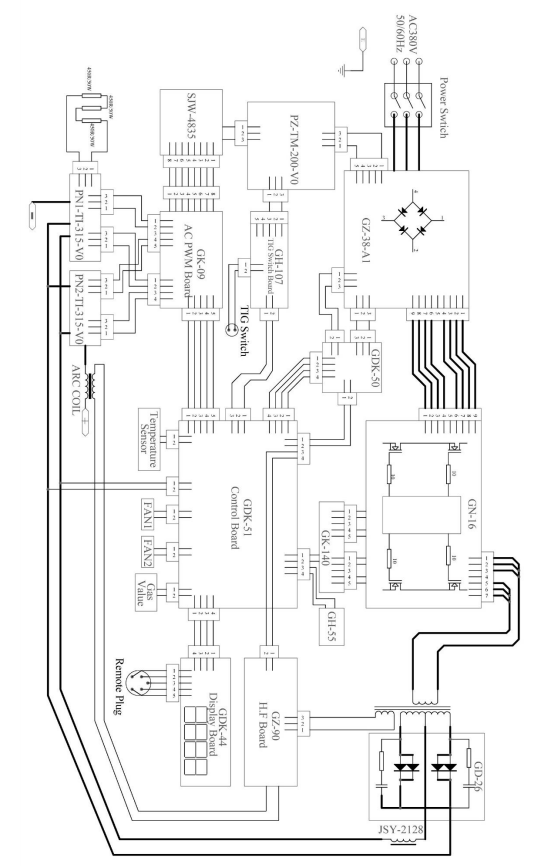 AC380V
50/60Hz
Power Swtich
GZ-38-A1
PZ-TM-200-V0
SJW-4835
GH-107
TIG Switch Board
TIG Switch
GK-09
AC PWM Board
PN1-TI-315-V0
PN2-TI-315-V0
ARC COIL
GDK-50
GN-16
GK-140
GH-55
GDK-51
Control Board
Temperature
Sensor
FAN1
FAN2
Gas
Value
Remote Plug
GDK-44
Display Board
GZ-90
H.F Board
GD-26
JSY-2128